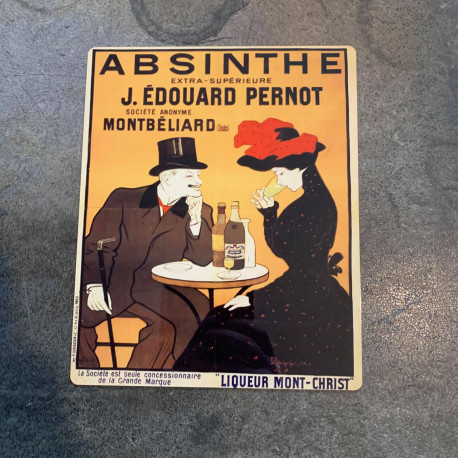 ABSINTHE
EXTRA-SUPÉRIEURE
J. ÉDOUARD PERNOT
SOCIÉTÉ ANONYME
MONTBÉLIARD (Doubs)
La Société est seule concessionnaire
de la Grande Marque
"LIQUEUR MONT-CHRIST"